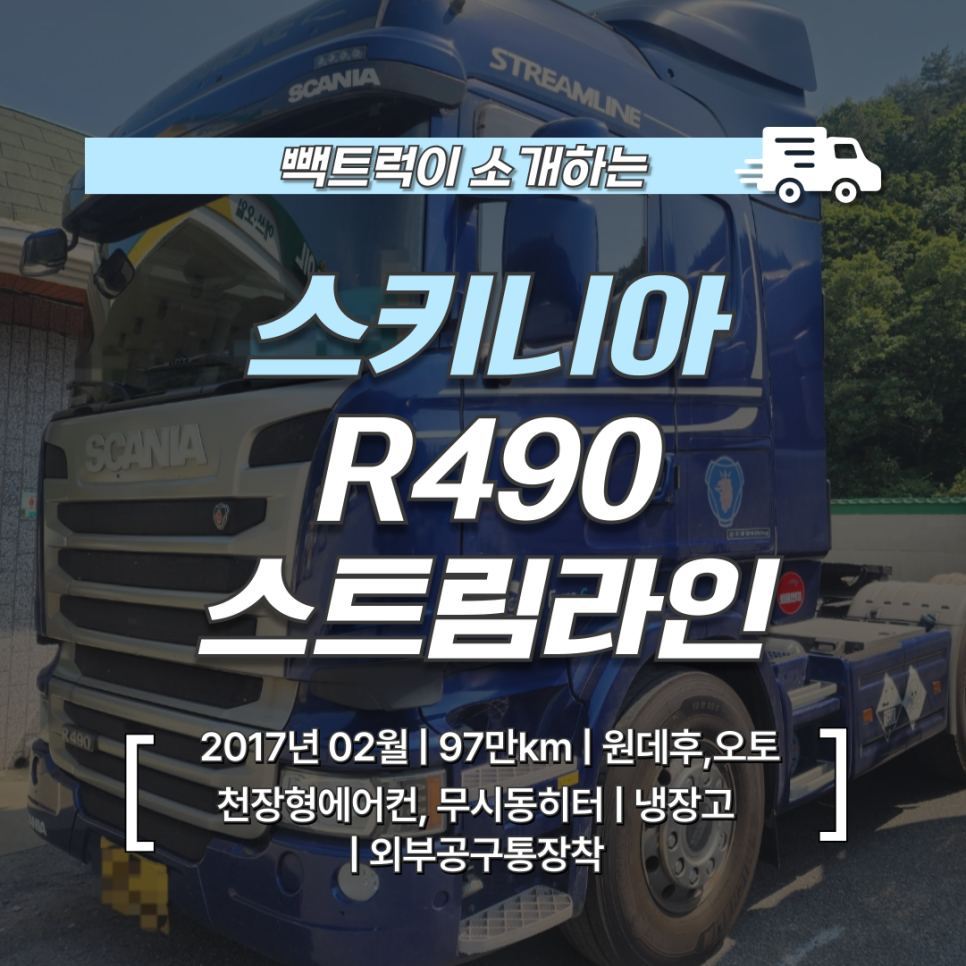 STREAMLINE
SCANIA
빽트럭이 소개하는
스키니아
R490
스트림라인
SCANIA
R490
2017년 02월 | 97만km | 원데후,오토
천장형에어컨, 무시동히터 | 냉장고
| 외부공구통장착